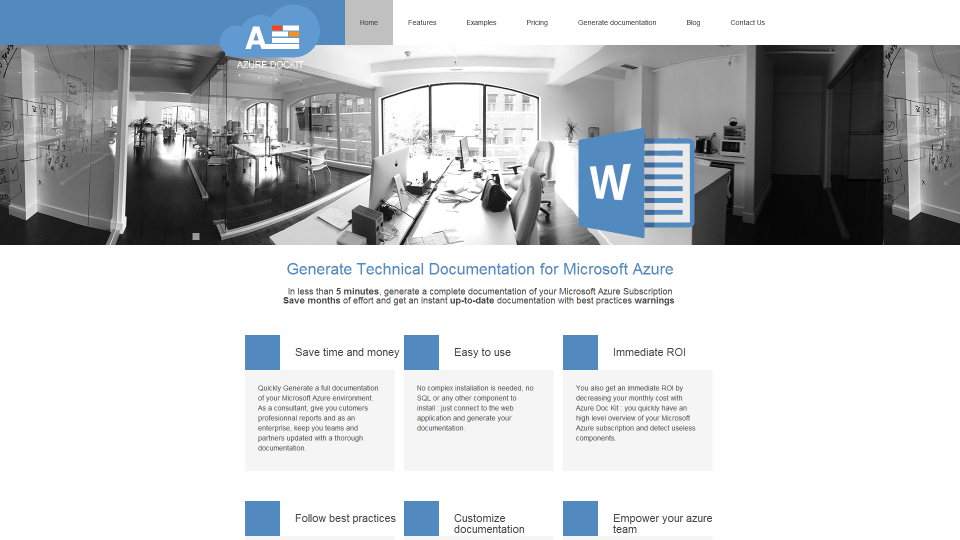 Home
Features
Examples
Pricing
Generate documentation
Blog
Contact Us
A
AZURE DOCKIT
W
Generate Technical Documentation for Microsoft Azure
In less than 5 minutes, generate a complete documentation of your Microsoft Azure Subscription
Save months of effort and get an instant up-to-date documentation with best practices warnings
Save time and money
Quickly Generate a full documentation
of your Microsoft Azure environment.
As a consultant, give you cutomers
profesionnal reports and as an
enterprise, keep you teams and
partners updated with a thorough
documentation.
Easy to use
No complex installation is needed, no
SQL or any other component to
install : just connect to the web
application and generate your
documentation.
Immediate ROI
You also get an immediate ROI by
decreasing your monthly cost with
Azure Doc Kit : you quickly have an
high level overview of your Microsoft
Azure subscription and detect useless
components.
Follow best practices
Customize
documentation
Empower your azure
team